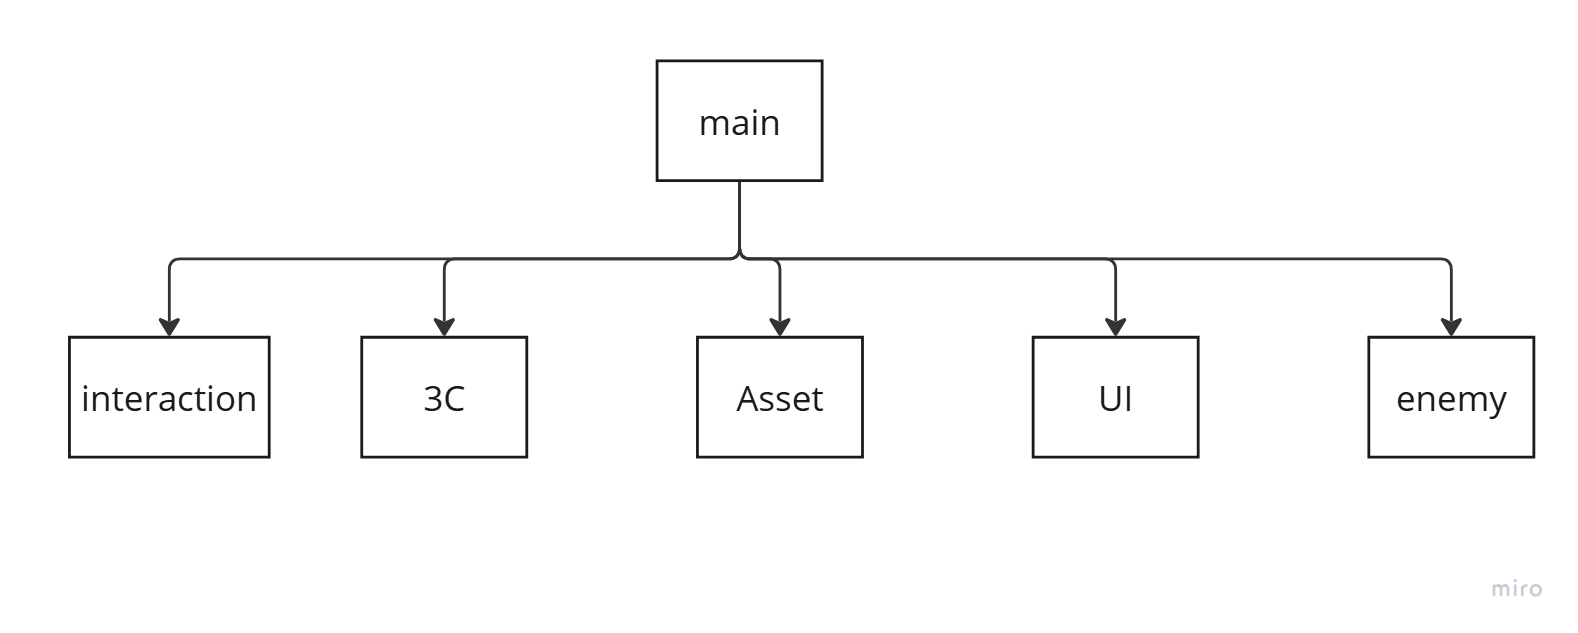 main
interaction
3C
Asset
UI
enemy
miro